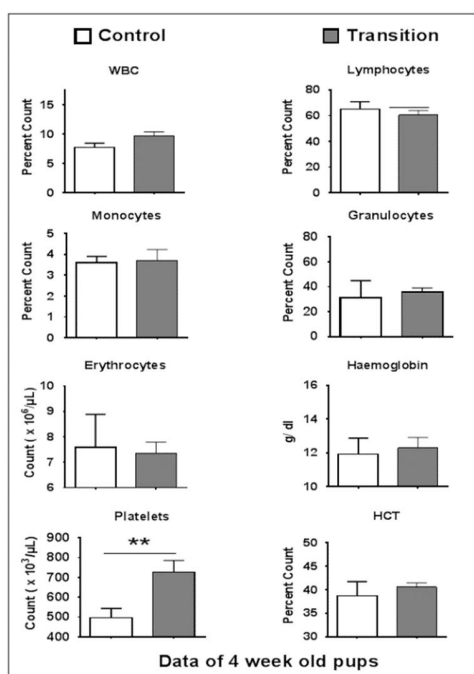 Control Transition
WBC
Percent Count
15
10
5
0
Lymphocytes
Percent Count
80
60
40
20
0
Monocytes
Percent Count
5
4
3
2
1
0
Granulocytes
Percent Count
80
60
40
20
0
Erythrocytes
Count ( x 10⁶/µL)
10
9
8
7
6
Haemoglobin
g/ dl
16
14
12
10
Platelets
Count ( x 10³/µL)
900
800
700
600
500
400
**
HCT
Percent Count
50
45
40
35
30
Data of 4 week old pups